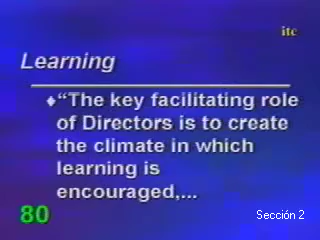 itc
Learning
♦“The key facilitating role
of Directors is to create
the climate in which
learning is
encouraged,...
80
Sección 2